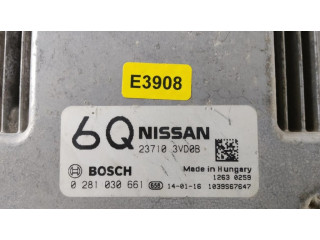 E3908
6Q NISSAN
23710 3VD0B
BOSCH
Made in Hungary
1263 0259
0 281 030 661 658 14-01-16 1039S67647